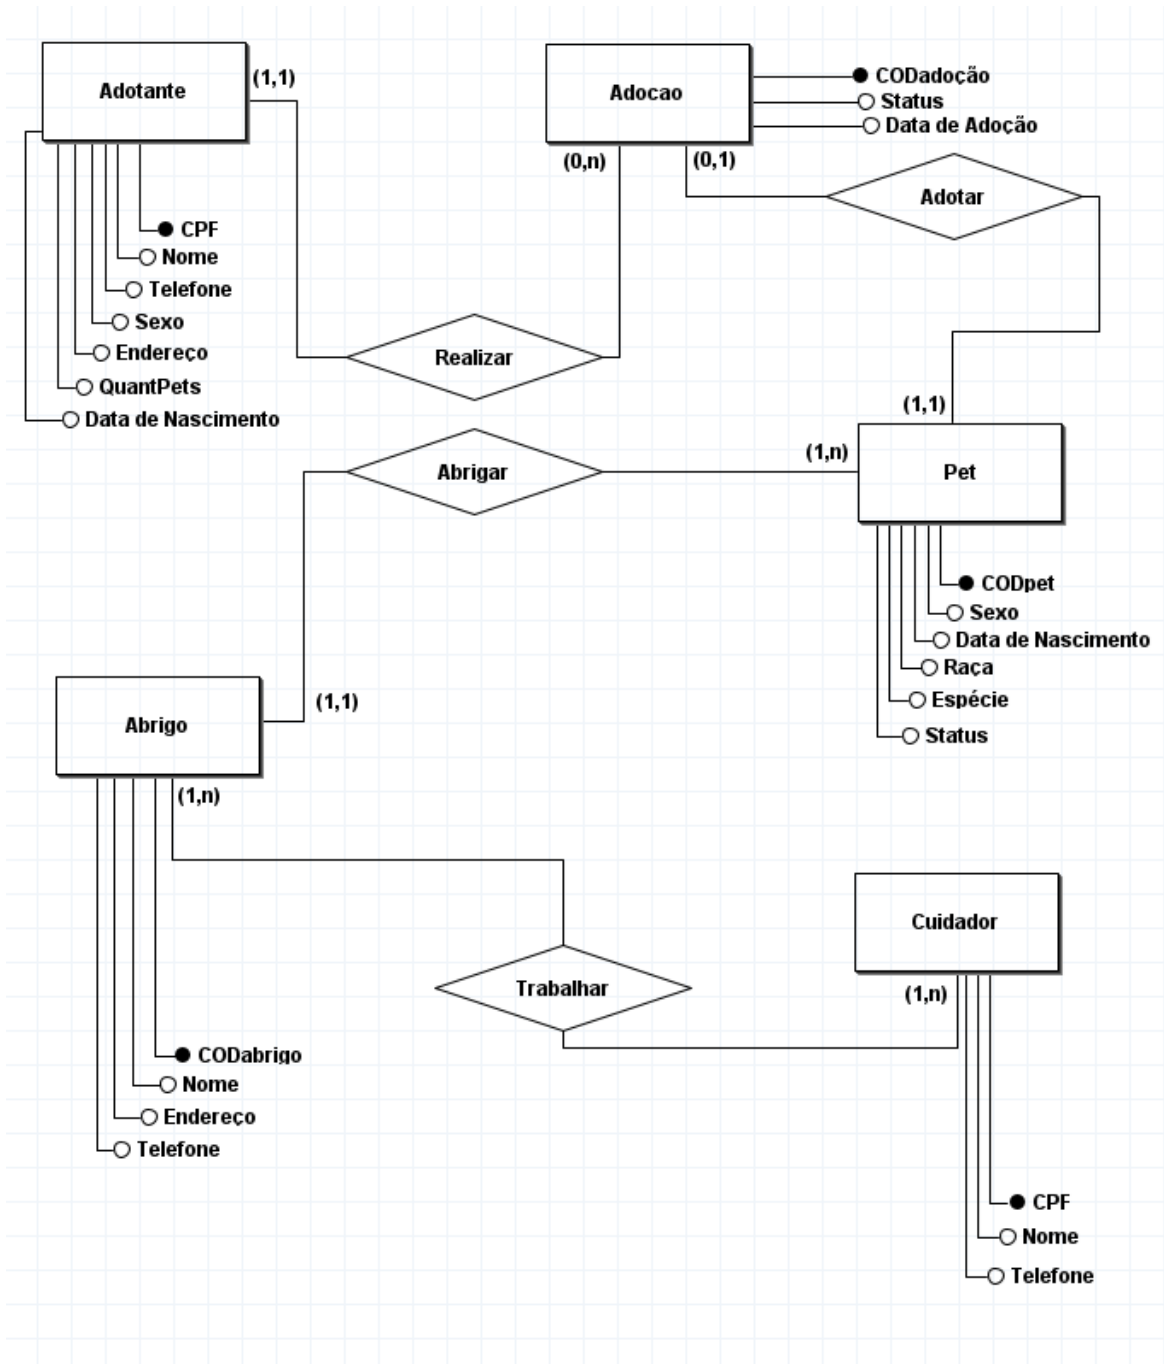 Adotante
(1,1)
CPF
Nome
Telefone
Sexo
Endereço
QuantPets
Data de Nascimento
Adocao
CODadoção
Status
Data de Adoção
(0,n)
(0,1)
Adotar
Realizar
(1,1)
Abrigar
(1,n)
Pet
CODpet
Sexo
Data de Nascimento
Raça
Espécie
Status
Abrigo
(1,1)
(1,n)
CODabrigo
Nome
Endereço
Telefone
Trabalhar
Cuidador
(1,n)
CPF
Nome
Telefone